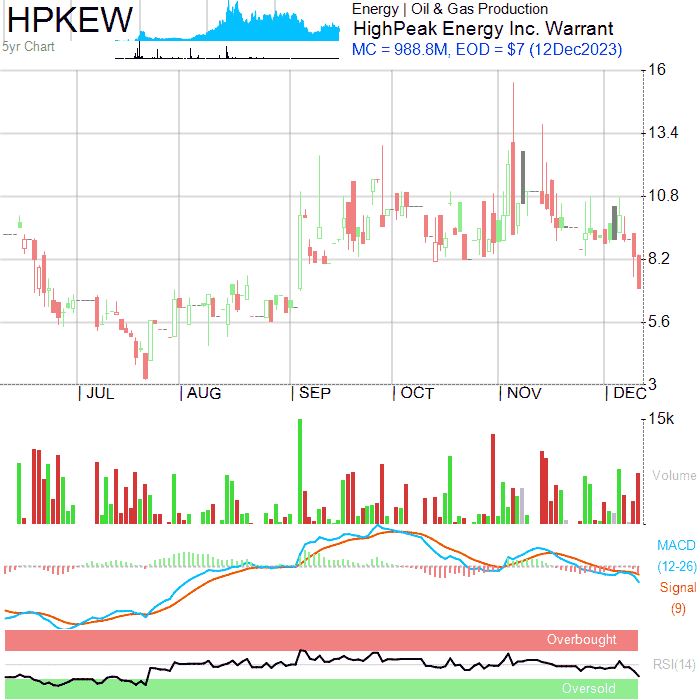 HPKEW
5yr Chart
Energy | Oil & Gas Production
HighPeak Energy Inc. Warrant
MC = 988.8M, EOD = $7 (12Dec2023)
16
13.4
10.8
8.2
5.6
3
| JUL
| AUG
| SEP
| OCT
| NOV
| DEC
15k
Volume
MACD
(12-26)
Signal
(9)
Overbought
RSI(14)
Oversold